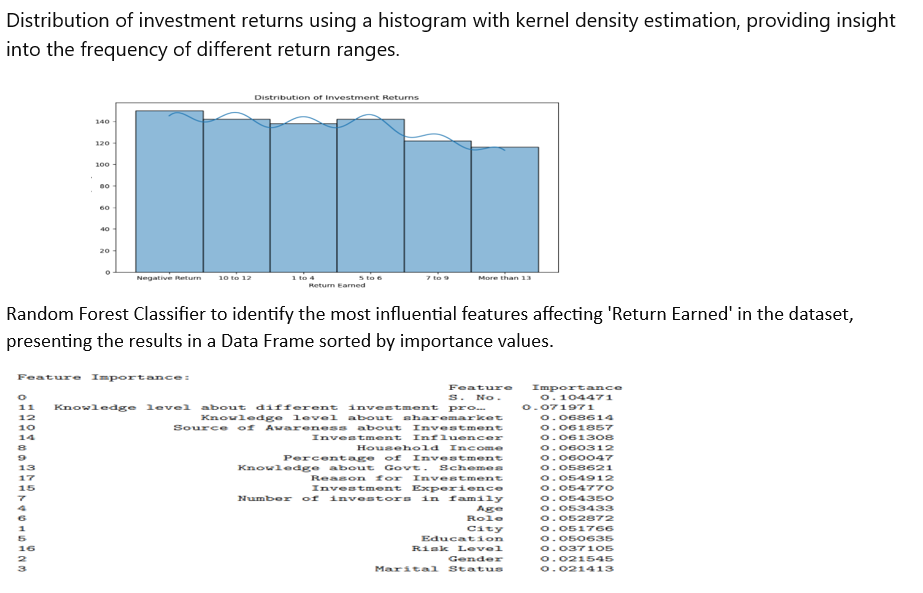 Distribution of investment returns using a histogram with kernel density estimation, providing insight
into the frequency of different return ranges.
Distribution of Investment Returns
140
120
100
80
60
40
20
0
Negative Return 10 to 12 1 to 4 5 to 6 7 to 9 More than 13
Return Earned
Random Forest Classifier to identify the most influential features affecting 'Return Earned' in the dataset,
presenting the results in a Data Frame sorted by importance values.
Feature Importance:
Feature Importance
0 S. No. 0.104471
11 Knowledge level about different investment pro... 0.071971
12 Knowledge level about sharemarket 0.068614
10 Source of Awareness about Investment 0.061857
14 Investment Influencer 0.061308
8 Household Income 0.060312
9 Percentage of Investment 0.060047
13 Knowledge about Govt. Schemes 0.058621
17 Reason for Investment 0.054912
15 Investment Experience 0.054770
7 Number of investors in family 0.054350
4 Age 0.053433
6 Role 0.052872
1 City 0.051766
5 Education 0.050635
16 Risk Level 0.037105
2 Gender 0.021545
3 Marital Status 0.021413